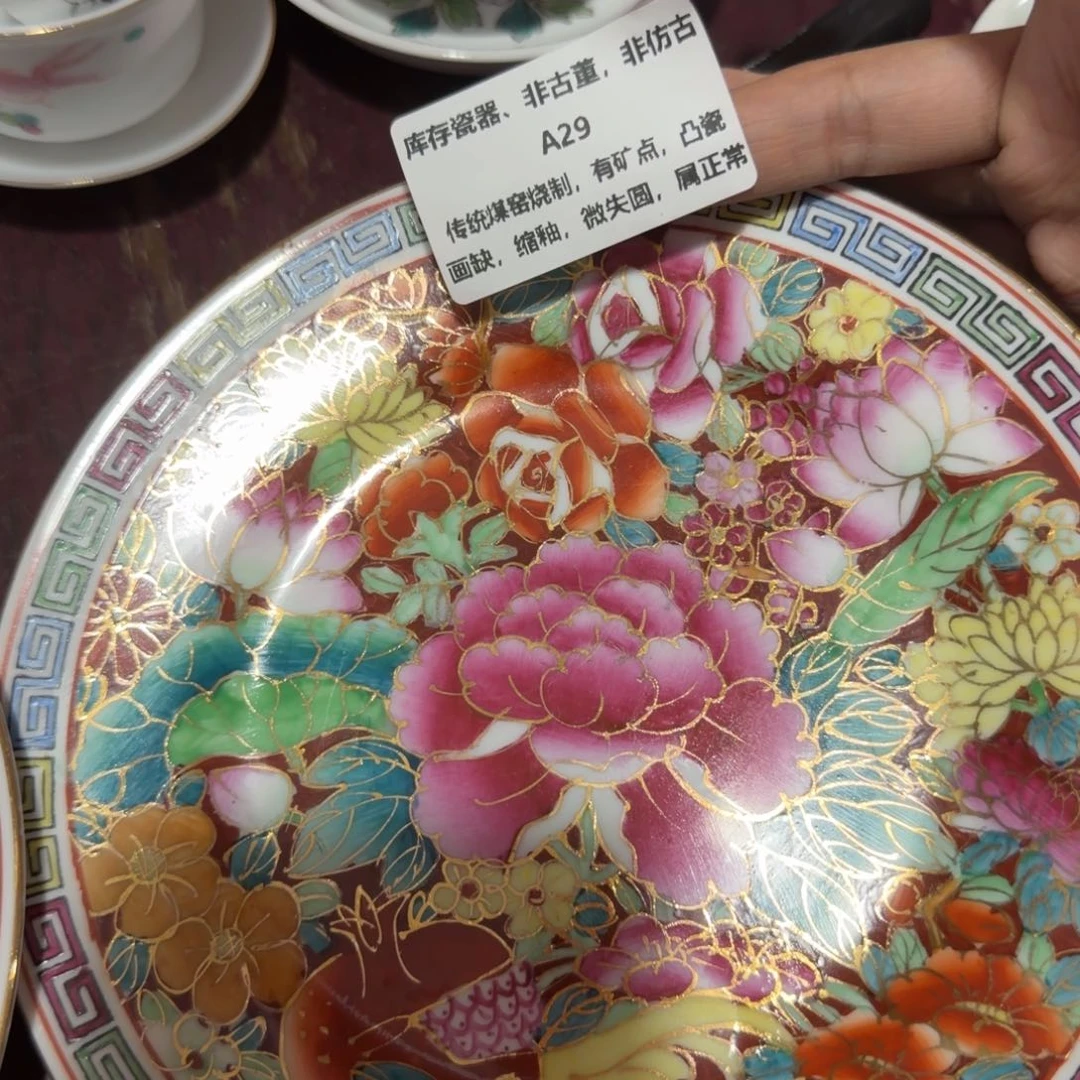 库存瓷器、非古董，非仿古
A29
传统煤窑烧制，有矿点，凸瓷
画缺，缩釉，微失圆，属正常